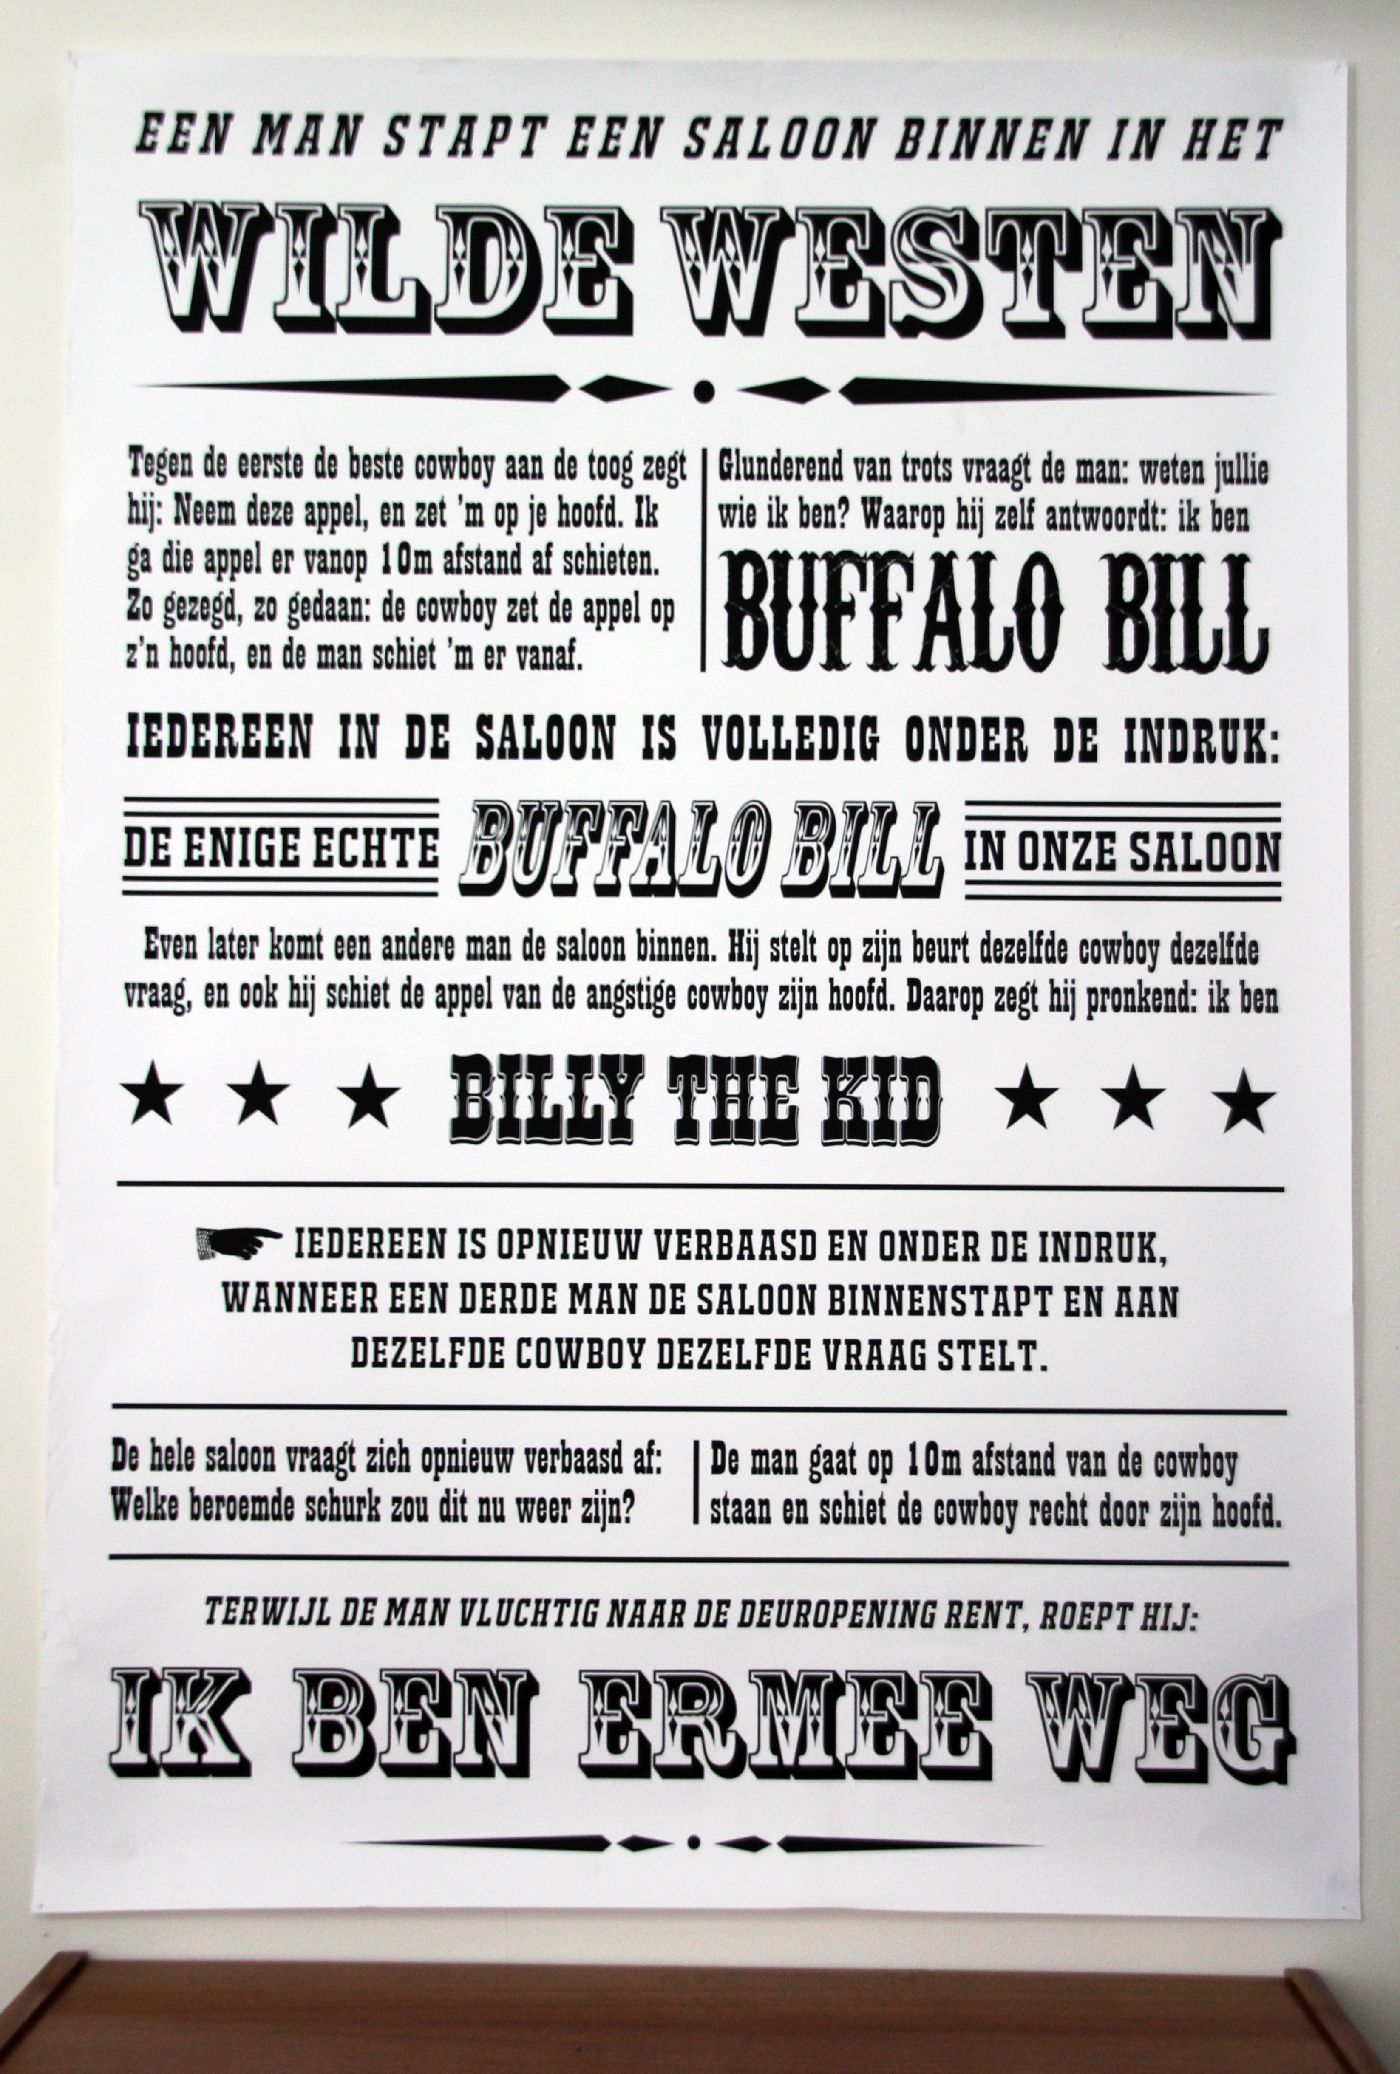 EEN MAN STAPT EEN SALOON BINNEN IN HET
WILDE WESTEN
Tegen de eerste de beste cowboy aan de toog zegt
hij: Neem deze appel, en zet 'm op je hoofd. Ik
ga die appel er vanop 10m afstand af schieten.
Zo gezegd, zo gedaan: de cowboy zet de appel op
z'n hoofd, en de man schiet 'm er vanaf.
Glunderend van trots vraagt de man: weten jullie
wie ik ben? Waarop hij zelf antwoordt: ik ben
BUFFALO BILL
IEDEREEN IN DE SALOON IS VOLLEDIG ONDER DE INDRUK:
DE ENIGE ECHTE BUFFALO BILL IN ONZE SALOON
Even later komt een andere man de saloon binnen. Hij stelt op zijn beurt dezelfde cowboy dezelfde
vraag, en ook hij schiet de appel van de angstige cowboy zijn hoofd. Daarop zegt hij pronkend: ik ben
★ ★ ★ BILLY THE KID ★ ★ ★
IEDEREEN IS OPNIEUW VERBAASD EN ONDER DE INDRUK,
WANNEER EEN DERDE MAN DE SALOON BINNENSTAPT EN AAN
DEZELFDE COWBOY DEZELFDE VRAAG STELT.
De hele saloon vraagt zich opnieuw verbaasd af:
Welke beroemde schurk zou dit nu weer zijn?
De man gaat op 10m afstand van de cowboy
staan en schiet de cowboy recht door zijn hoofd.
TERWIJL DE MAN VLUCHTIG NAAR DE DEUROPENING RENT, ROEPT HIJ:
IK BEN ERMEE WEG